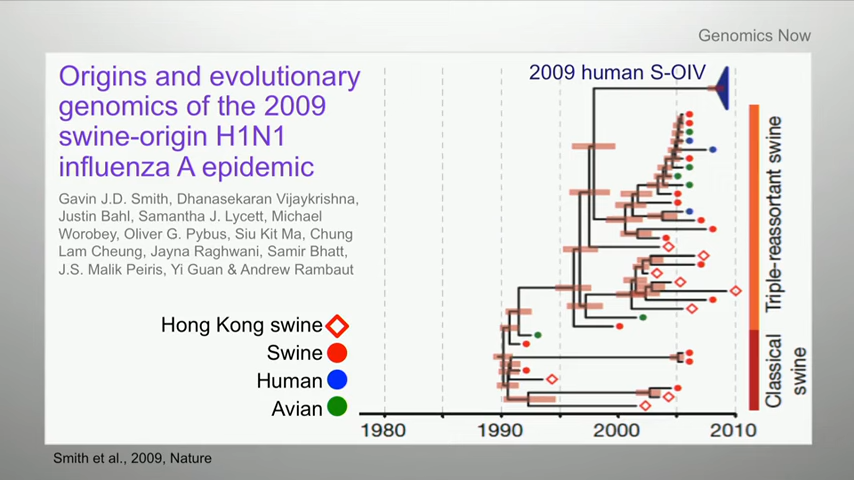 Genomics Now
Origins and evolutionary
genomics of the 2009
swine-origin H1N1
influenza A epidemic
Gavin J.D. Smith, Dhanasekaran Vijaykrishna,
Justin Bahl, Samantha J. Lycett, Michael
Worobey, Oliver G. Pybus, Siu Kit Ma, Chung
Lam Cheung, Jayna Raghwani, Samir Bhatt,
J.S. Malik Peiris, Yi Guan & Andrew Rambaut
2009 human S-OIV
Triple-reassortant swine
Classical
swine
Hong Kong swine
Swine
Human
Avian
1980
1990
2000
2010
Smith et al., 2009, Nature